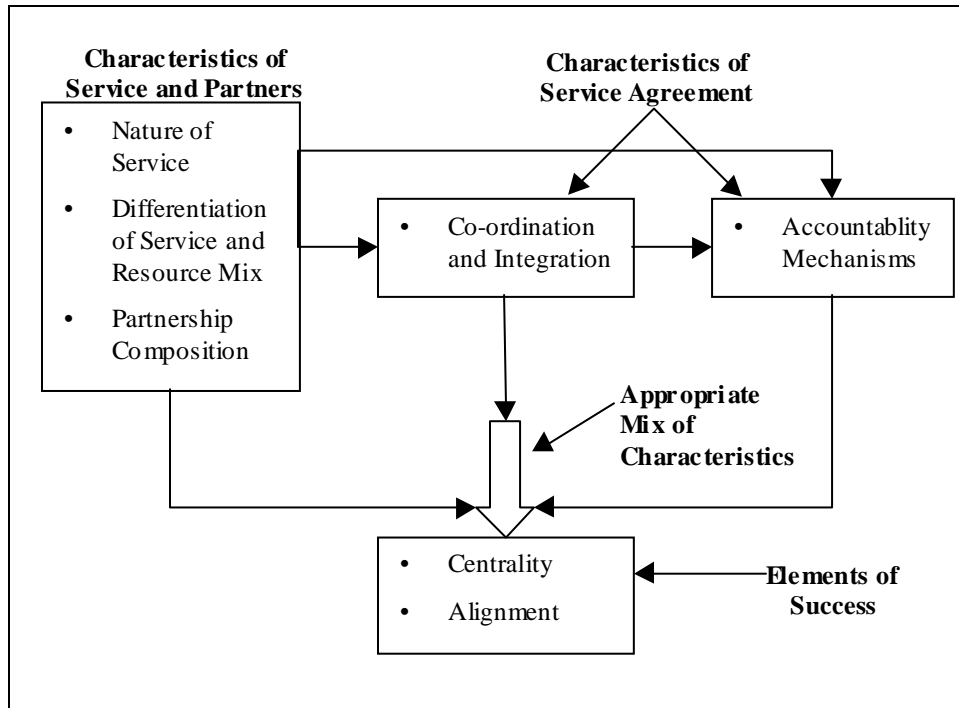 Characteristics of
Service and Partners
• Nature of
Service
• Differentiation
of Service and
Resource Mix
• Partnership
Composition
Characteristics of
Service Agreement
• Co-ordination
and Integration
• Accountablity
Mechanisms
Appropriate
Mix of
Characteristics
• Centrality
• Alignment
Elements of
Success